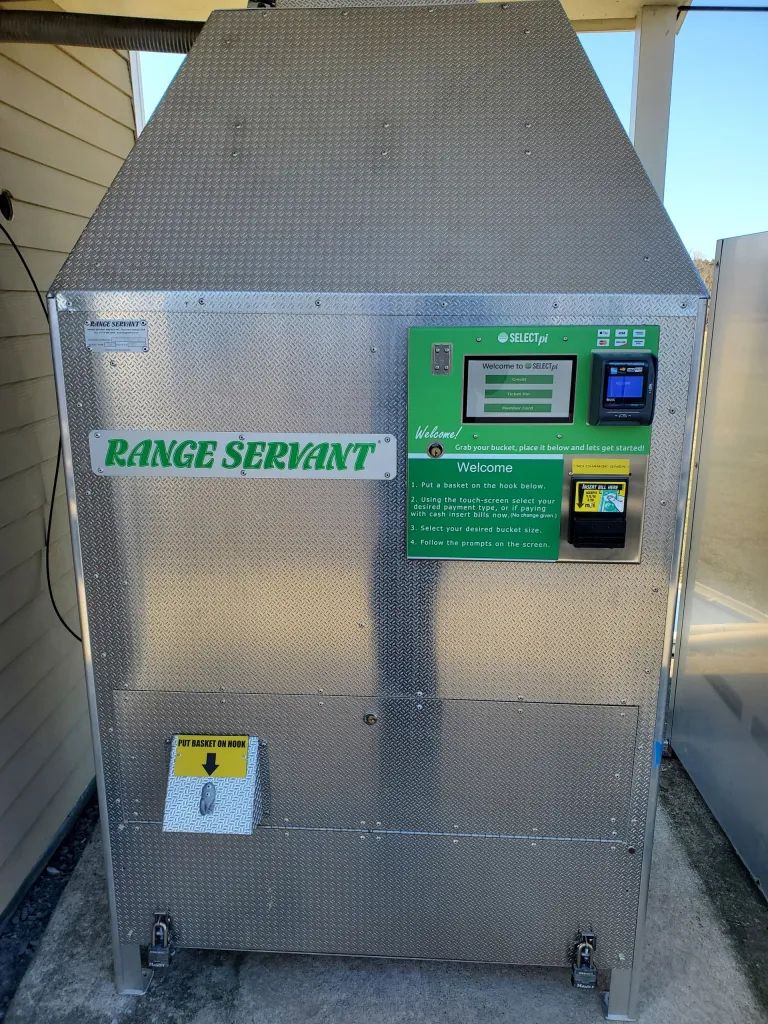 RANGE SERVANT
SELECTpi
Welcome to SELECTpi
Credit
Ticket Pin
Member Card
Welcome!
Grab your bucket, place it below and lets get started!
RANGE SERVANT
Welcome
1. Put a basket on the hook below.
2. Using the touch-screen select your
desired payment type, or if paying
with cash insert bills now. (No change given.)
3. Select your desired bucket size.
4. Follow the prompts on the screen.
INSERT BILL HERE
PUT BASKET ON HOOK